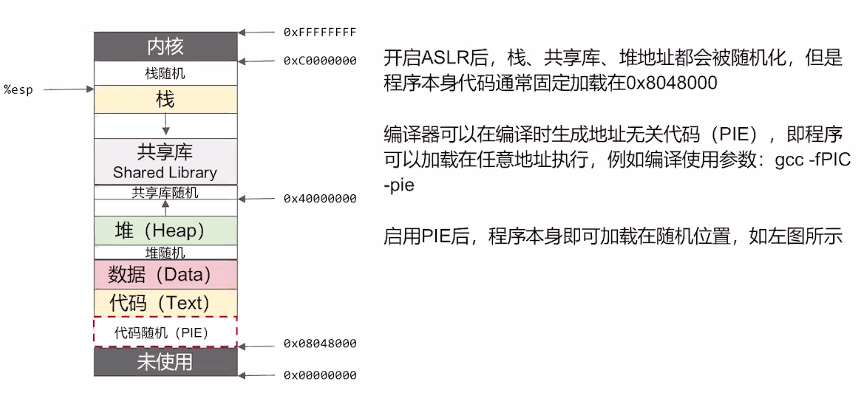 0xFFFFFFFF
内核
0xC0000000
栈随机
%esp
栈
共享库
Shared Library
共享库随机
0x40000000
堆（Heap）
堆随机
数据（Data）
代码（Text）
代码随机（PIE）
0x08048000
未使用
0x00000000
开启ASLR后，栈、共享库、堆地址都会被随机化，但是
程序本身代码通常固定加载在0x8048000
编译器可以在编译时生成地址无关代码（PIE），即程序
可以加载在任意地址执行，例如编译使用参数：gcc -fPIC
-pie
启用PIE后，程序本身即可加载在随机位置，如左图所示